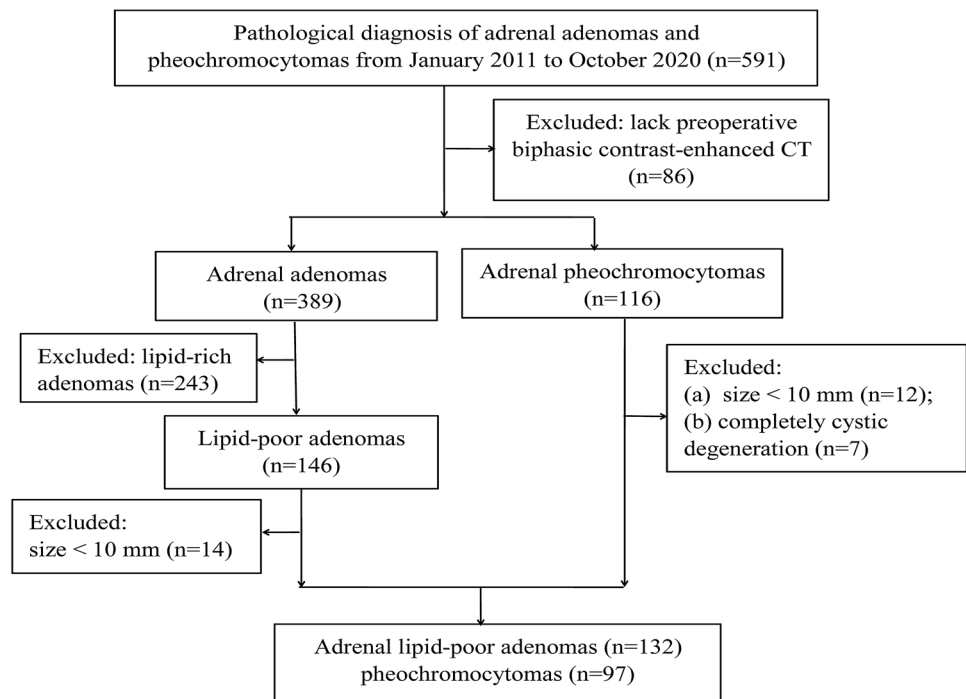 Pathological diagnosis of adrenal adenomas and
pheochromocytomas from January 2011 to October 2020 (n=591)
Excluded: lack preoperative
biphasic contrast-enhanced CT
(n=86)
Adrenal adenomas
(n=389)
Adrenal pheochromocytomas
(n=116)
Excluded: lipid-rich
adenomas (n=243)
Excluded:
(a) size < 10 mm (n=12);
(b) completely cystic
degeneration (n=7)
Lipid-poor adenomas
(n=146)
Excluded:
size < 10 mm (n=14)
Adrenal lipid-poor adenomas (n=132)
pheochromocytomas (n=97)